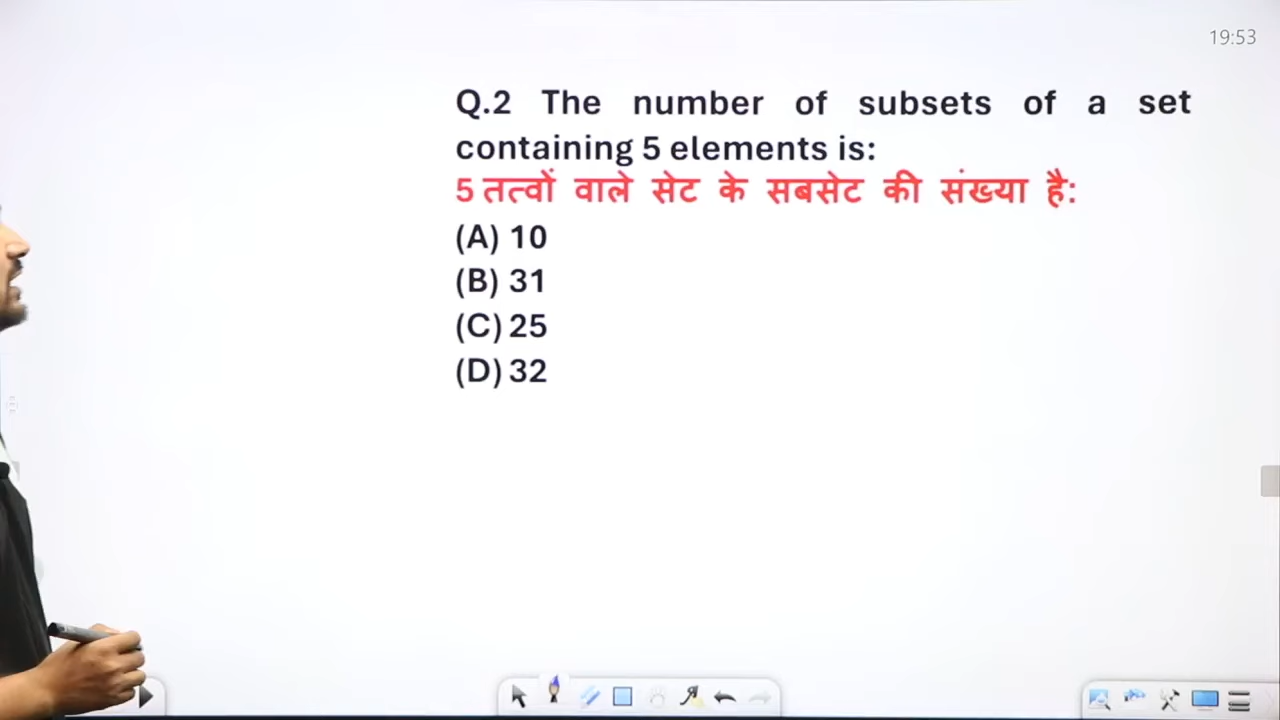 19:53
Q.2 The number of subsets of a set
containing 5 elements is:
5 तत्वों वाले सेट के सबसेट की संख्या है:
(A) 10
(B) 31
(C) 25
(D) 32